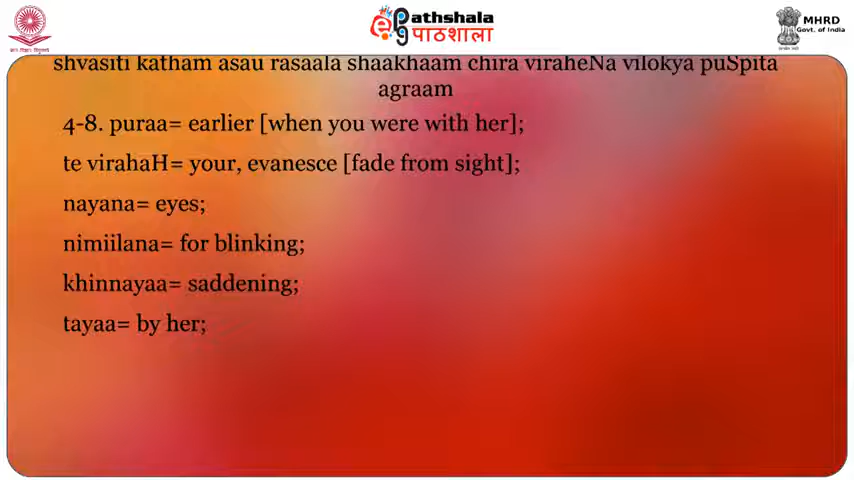 Pathshala
पाठशाला
MHRD
Govt. of India
shvasiti katham asau rasaala shaakhaam chira viraheNa vilokya puSpita
agraam
4-8. puraa= earlier [when you were with her];
te virahaH= your, evanesce [fade from sight];
nayana= eyes;
nimiilana= for blinking;
khinnayaa= saddening;
tayaa= by her;